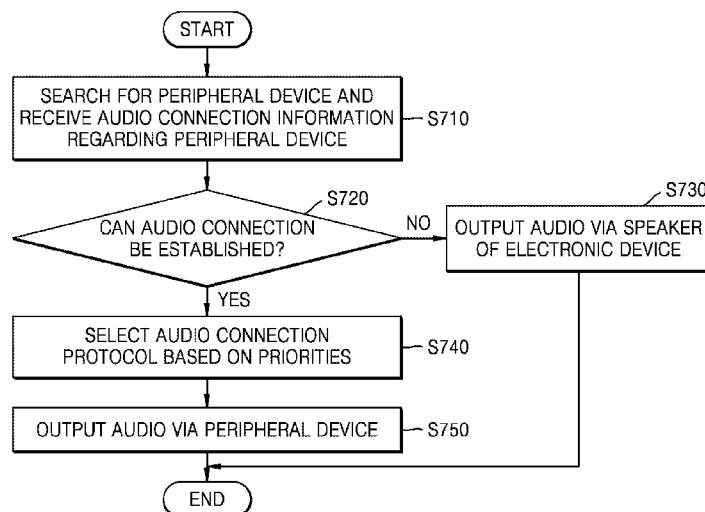 START
SEARCH FOR PERIPHERAL DEVICE AND
RECEIVE AUDIO CONNECTION INFORMATION
REGARDING PERIPHERAL DEVICE
S710
S720
CAN AUDIO CONNECTION
BE ESTABLISHED?
NO
S730
OUTPUT AUDIO VIA SPEAKER
OF ELECTRONIC DEVICE
YES
SELECT AUDIO CONNECTION
PROTOCOL BASED ON PRIORITIES
S740
OUTPUT AUDIO VIA PERIPHERAL DEVICE
S750
END